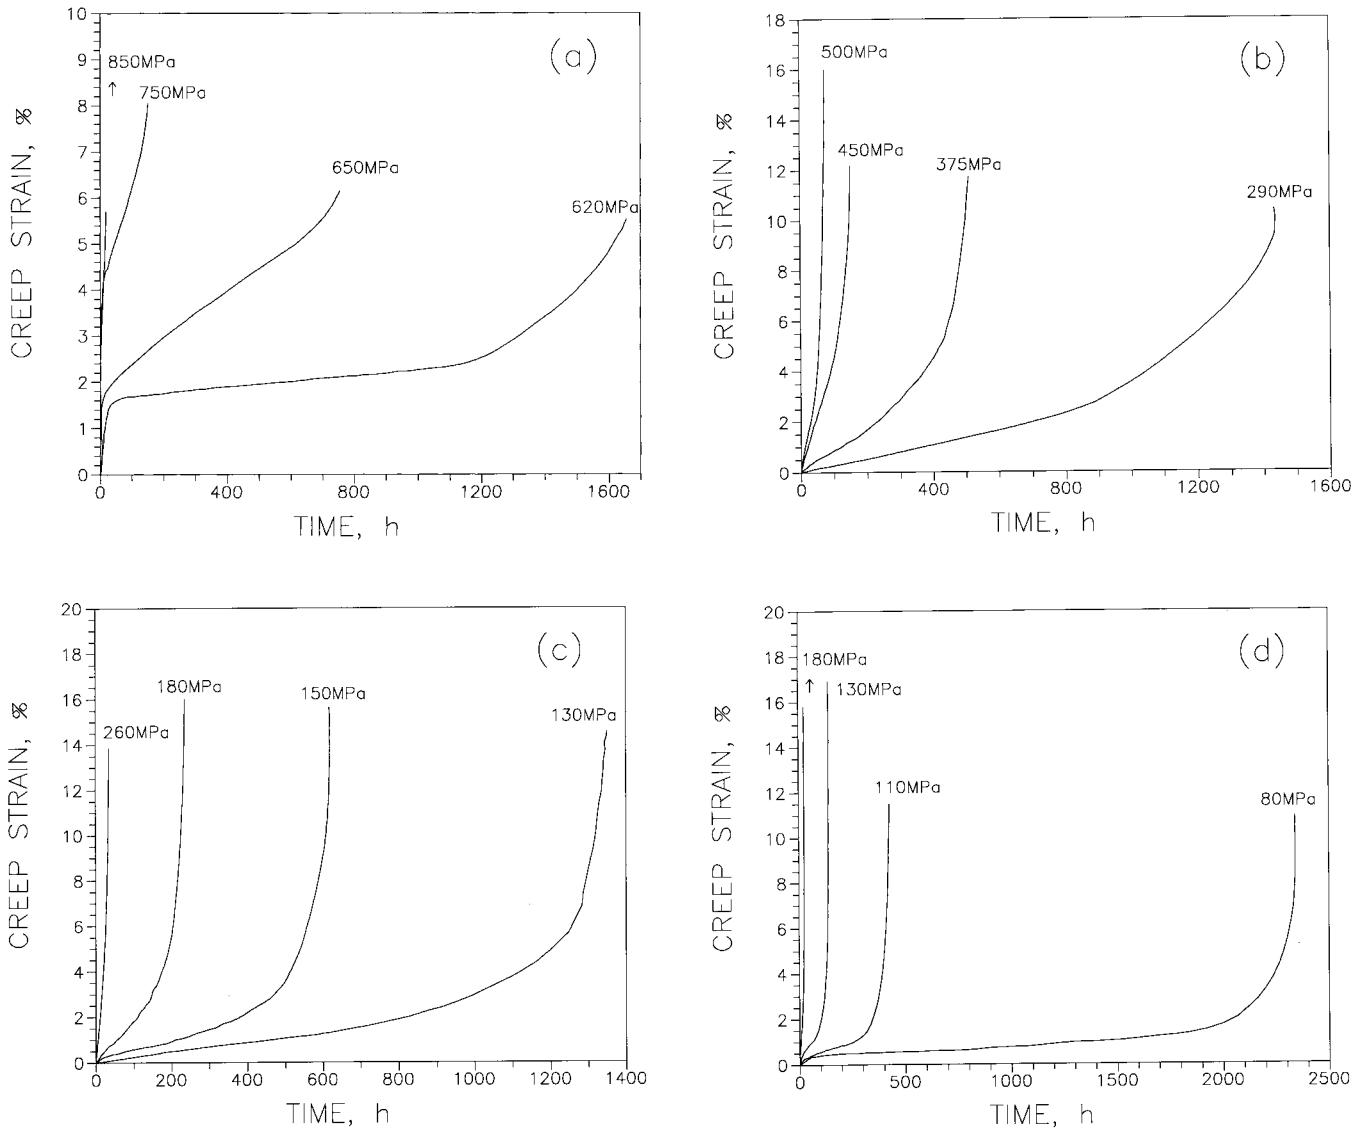 (a)
CREEP STRAIN, %
10
9
8
7
6
5
4
3
2
1
0
850MPa
↑
750MPa
650MPa
620MPa
0 400 800 1200 1600
TIME, h
(b)
CREEP STRAIN, %
18
16
14
12
10
8
6
4
2
0
500MPa
450MPa
375MPa
290MPa
0 400 800 1200 1600
TIME, h
(c)
CREEP STRAIN, %
20
18
16
14
12
10
8
6
4
2
0
260MPa
180MPa
150MPa
130MPa
0 200 400 600 800 1000 1200 1400
TIME, h
(d)
CREEP STRAIN, %
20
18
16
14
12
10
8
6
4
2
0
180MPa
↑
130MPa
110MPa
80MPa
0 500 1000 1500 2000 2500
TIME, h